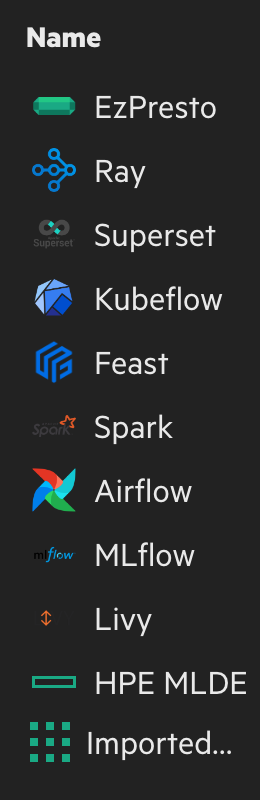 Name
EzPresto
Ray
Superset
Superset
Kubeflow
Feast
Spark
Spark
Airflow
mlflow
MLflow
Livy
HPE MLDE
Imported...